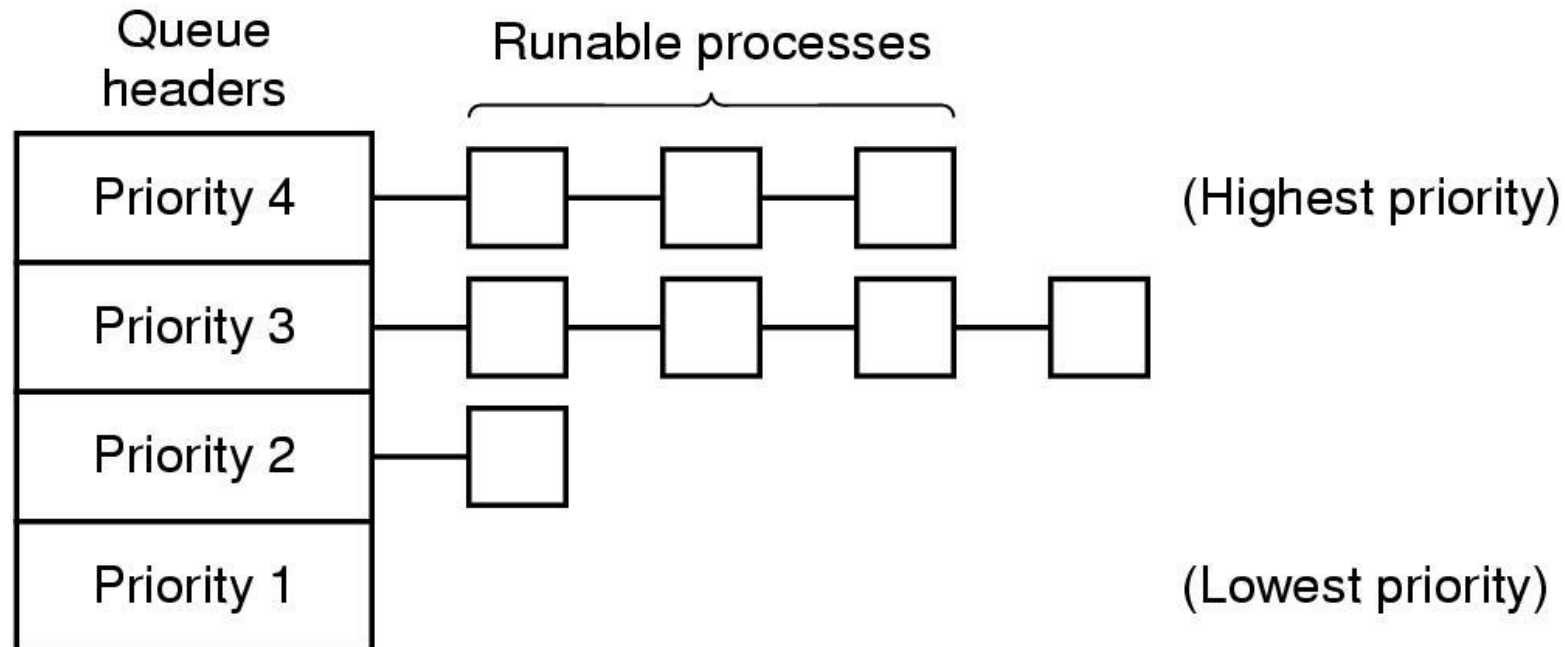 Queue
headers
Runable processes
Priority 4
(Highest priority)
Priority 3
Priority 2
Priority 1
(Lowest priority)